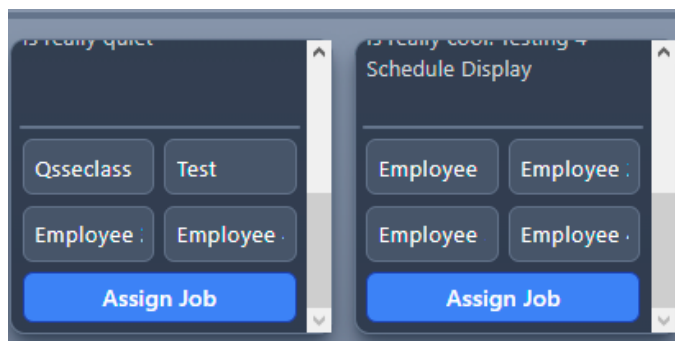 is really quiet
Qsseclass
Test
Employee
Employee
Assign Job
is really cool. Testing 4
Schedule Display
Employee
Employee
Employee
Employee
Assign Job